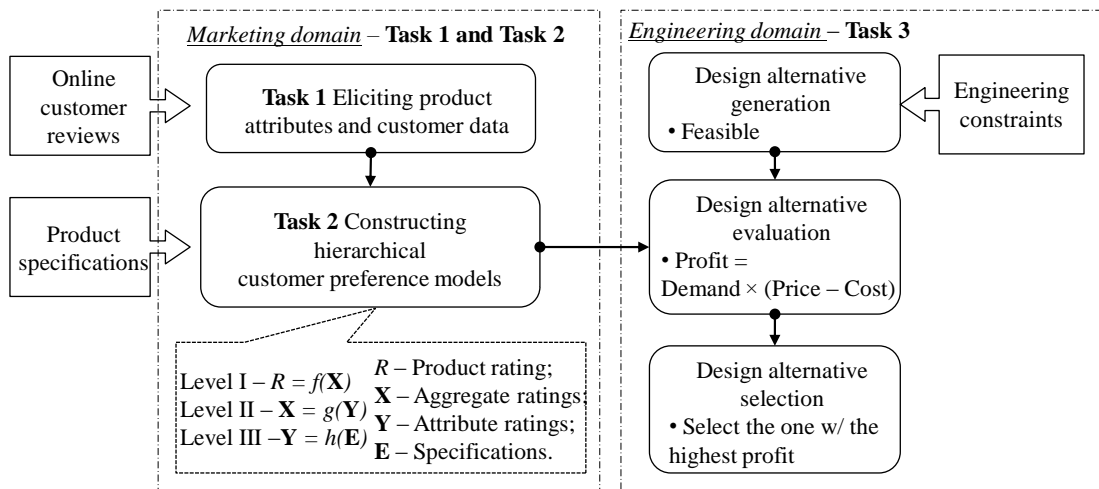 Marketing domain – Task 1 and Task 2
Online
customer
reviews
Task 1 Eliciting product
attributes and customer data
Product
specifications
Task 2 Constructing
hierarchical
customer preference models
Level I – R = f(X)
Level II – X = g(Y)
Level III –Y = h(E)
R – Product rating;
X – Aggregate ratings;
Y – Attribute ratings;
E – Specifications.
Engineering domain – Task 3
Design alternative
generation
• Feasible
Engineering
constraints
Design alternative
evaluation
• Profit =
Demand × (Price – Cost)
Design alternative
selection
• Select the one w/ the
highest profit